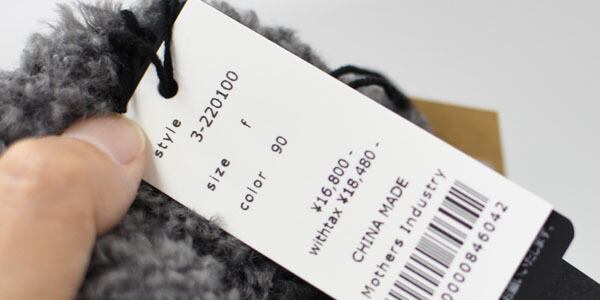 style
3-220100
size f
color 90
¥16,800 -
withtax ¥18,480 -
CHINA MADE
Mothers Industry
0000846042